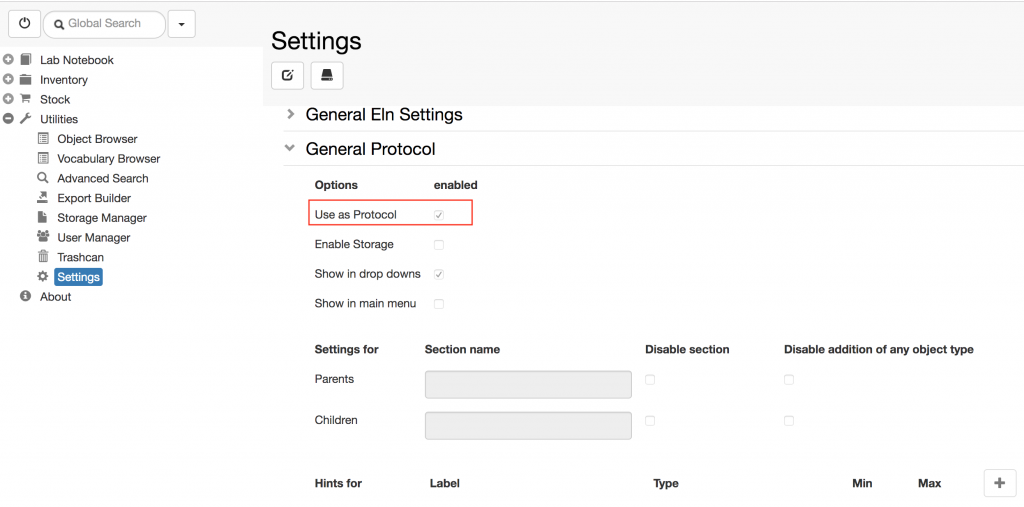 Global Search
Lab Notebook
Inventory
Stock
Utilities
Object Browser
Vocabulary Browser
Advanced Search
Export Builder
Storage Manager
User Manager
Trashcan
Settings
About
Settings
General Eln Settings
General Protocol
Options enabled
Use as Protocol
Enable Storage
Show in drop downs
Show in main menu
Settings for Section name Disable section Disable addition of any object type
Parents
Children
Hints for Label Type Min Max